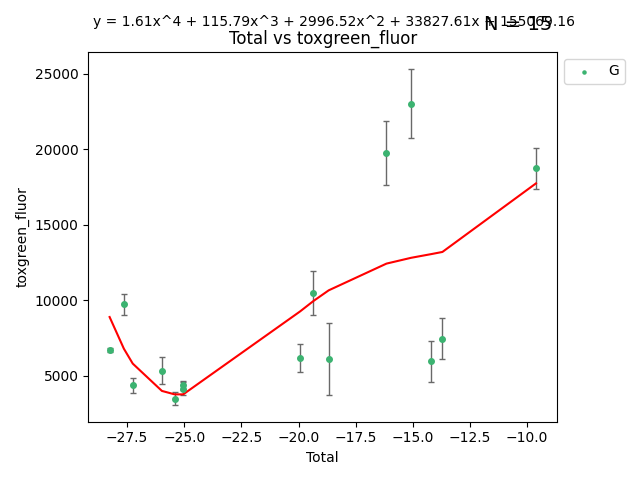 y = 1.61x^4 + 115.79x^3 + 2996.52x^2 + 33827.61x + 155069.16
N = 15
Total vs toxgreen_fluor
G
25000
20000
15000
10000
5000
toxgreen_fluor
−27.5 −25.0 −22.5 −20.0 −17.5 −15.0 −12.5 −10.0
Total